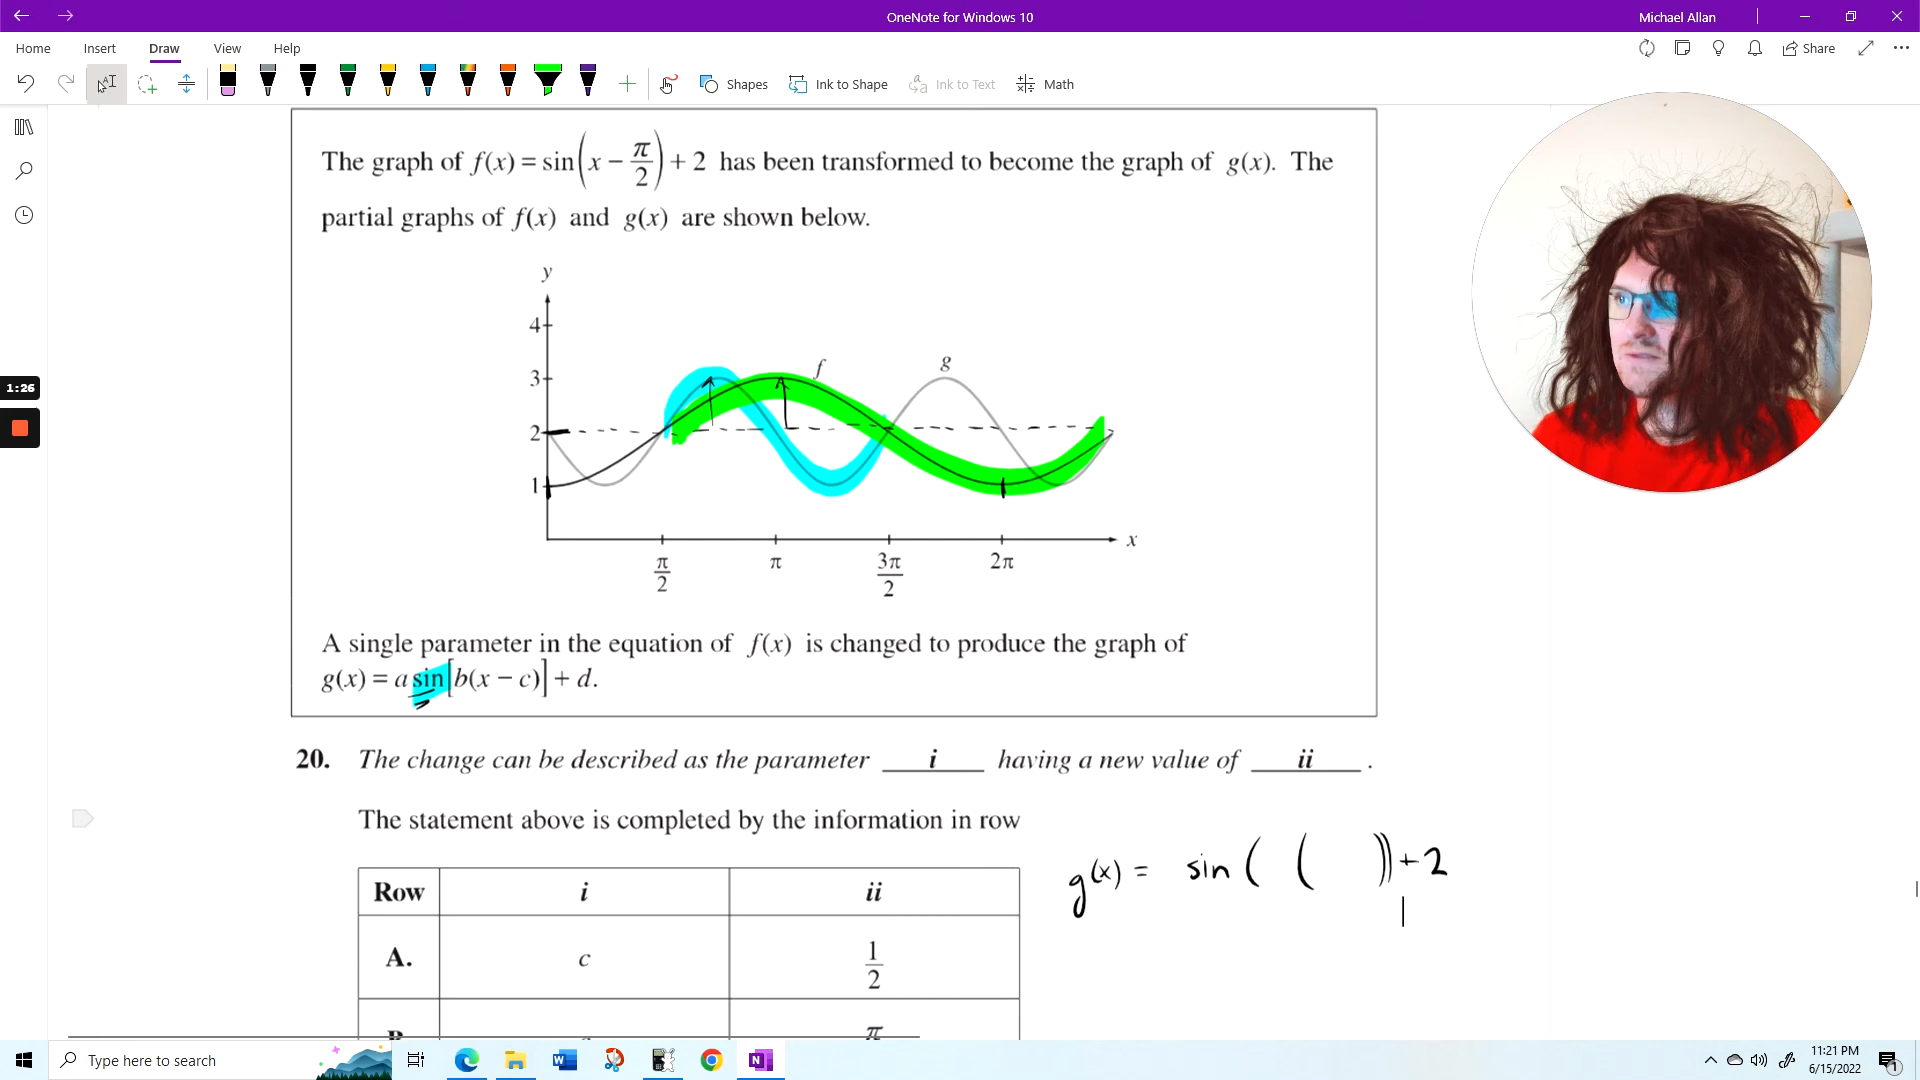 OneNote for Windows 10
Michael Allan
Home Insert Draw View Help
Share
Shapes Ink to Shape Ink to Text Math
The graph of f(x) = sin(x − π/2) + 2 has been transformed to become the graph of g(x). The
partial graphs of f(x) and g(x) are shown below.
y
4
3
2
1
f
g
x
π/2 π 3π/2 2π
A single parameter in the equation of f(x) is changed to produce the graph of
g(x) = a sin[b(x − c)] + d.
1:26
20. The change can be described as the parameter i having a new value of ii .
The statement above is completed by the information in row
g(x) = sin( ( ))+2
Row i ii
A. c 1/2
Type here to search
11:21 PM
6/15/2022
1